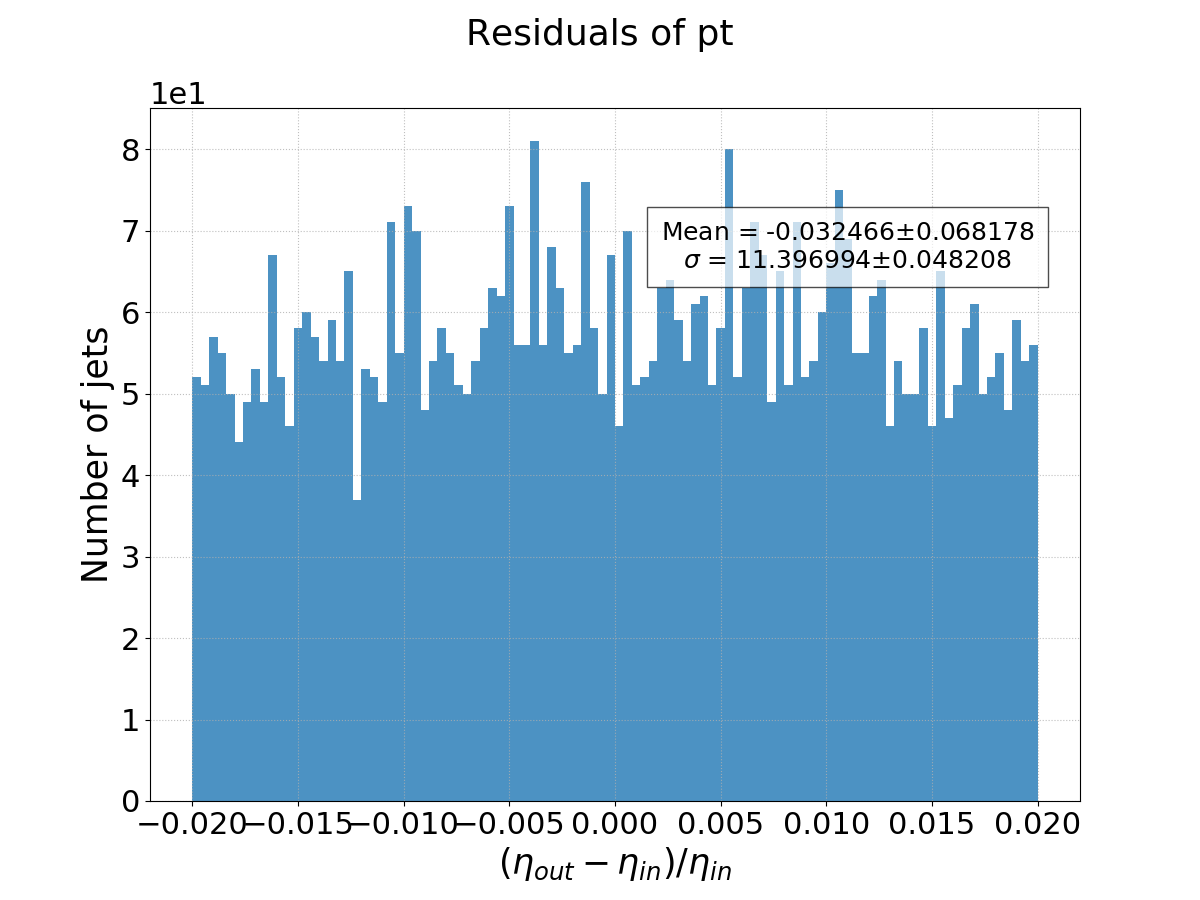 Residuals of pt
1e1
8
7
6
5
4
3
2
1
0
Number of jets
Mean = -0.032466±0.068178
σ = 11.396994±0.048208
−0.020 −0.015 −0.010 −0.005 0.000 0.005 0.010 0.015 0.020
(η_out − η_in)/η_in